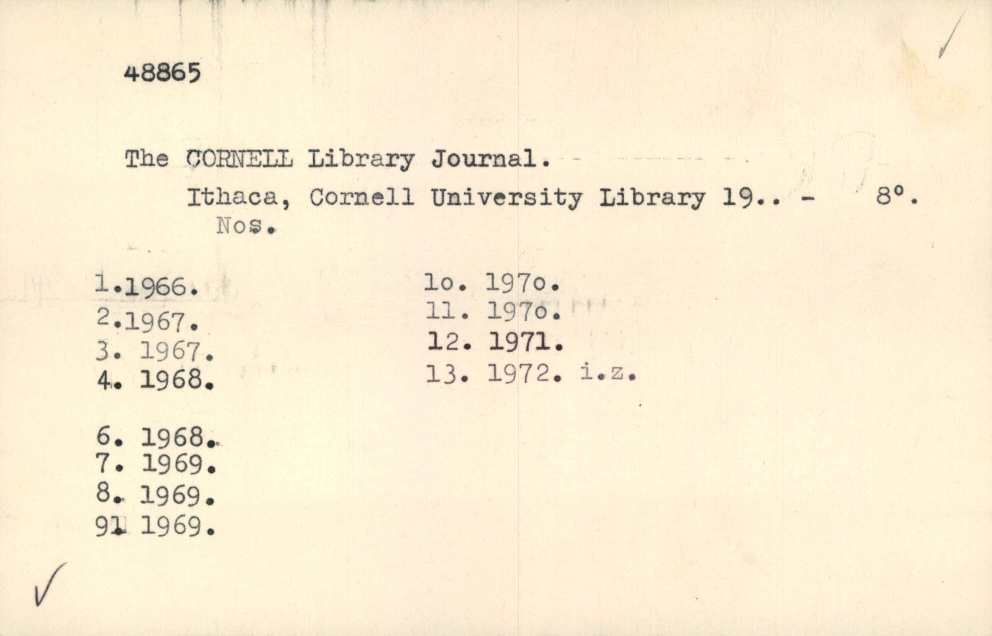 48865
The CORNELL Library Journal.
Ithaca, Cornell University Library 19.. - 8°.
Nos.
1.1966.
2.1967.
3. 1967.
4. 1968.
6. 1968.
7. 1969.
8. 1969.
9. 1969.
1o. 197o.
11. 197o.
12. 1971.
13. 1972. i.z.